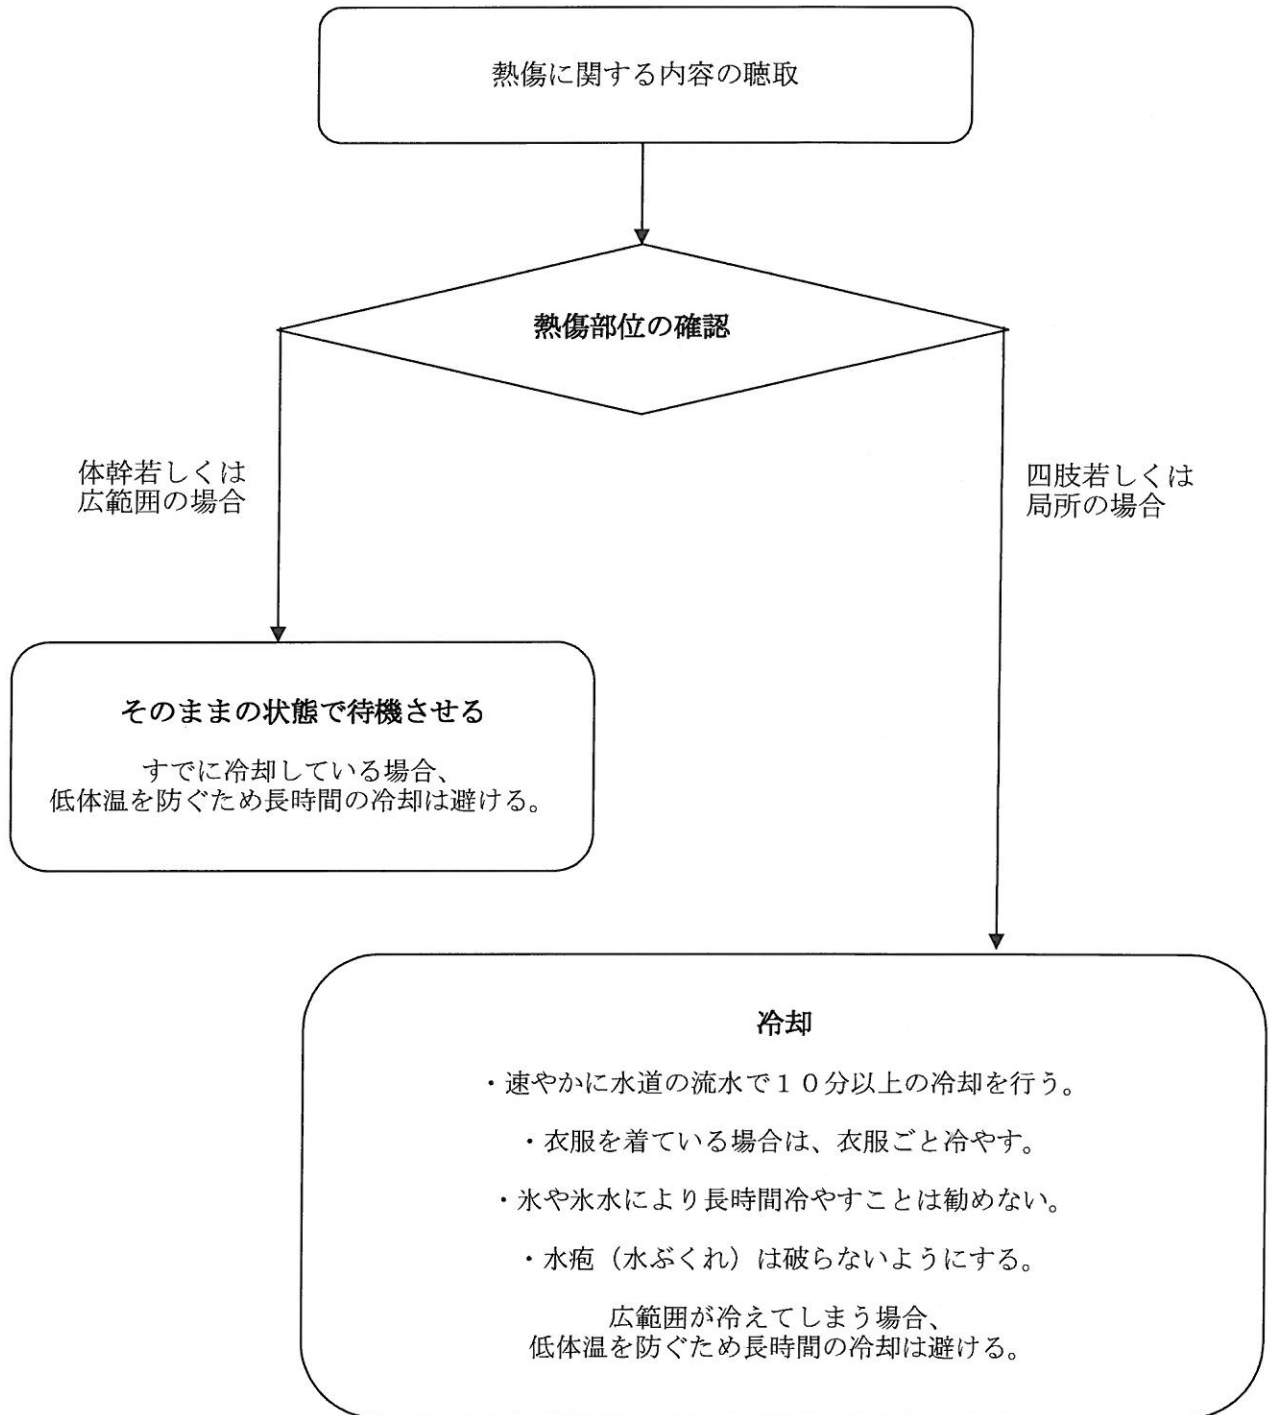 熱傷に関する内容の聴取
熱傷部位の確認
体幹若しくは
広範囲の場合
四肢若しくは
局所の場合
そのままの状態で待機させる
すでに冷却している場合、
低体温を防ぐため長時間の冷却は避ける。
冷却
・速やかに水道の流水で１０分以上の冷却を行う。
・衣服を着ている場合は、衣服ごと冷やす。
・氷や氷水により長時間冷やすことは勧めない。
・水疱（水ぶくれ）は破らないようにする。
広範囲が冷えてしまう場合、
低体温を防ぐため長時間の冷却は避ける。